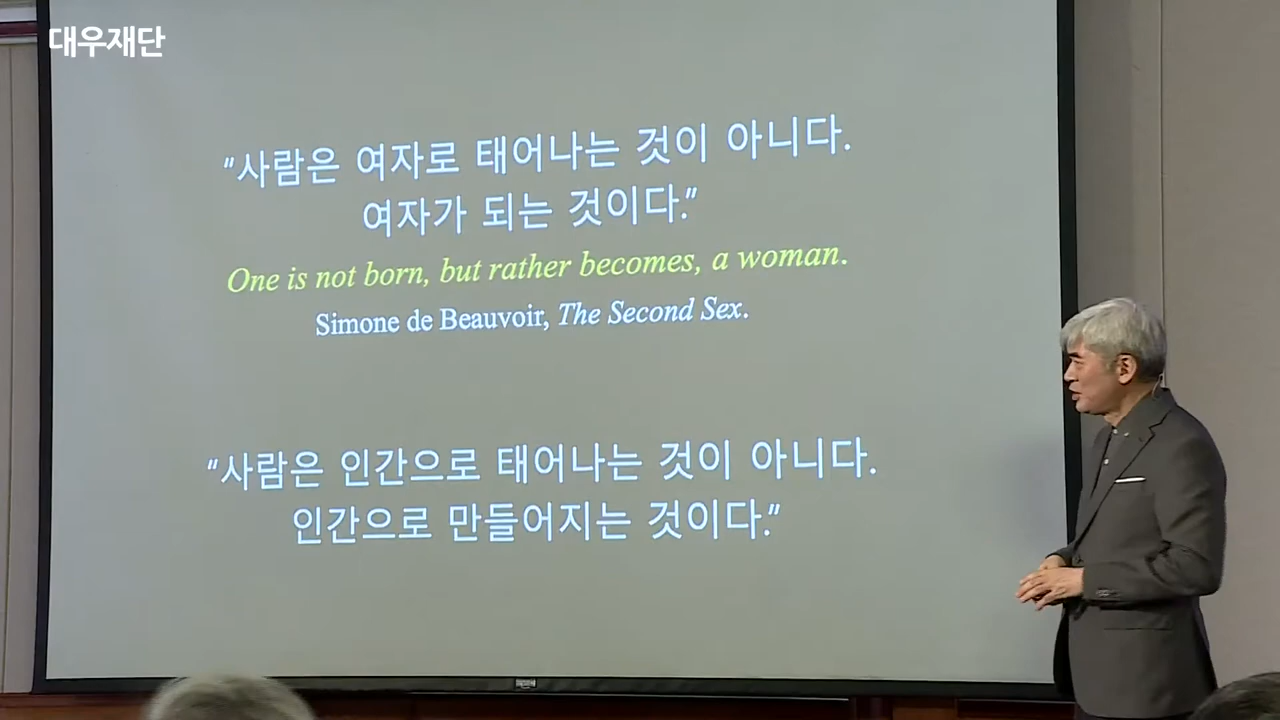 대우재단
“사람은 여자로 태어나는 것이 아니다.
여자가 되는 것이다.”
One is not born, but rather becomes, a woman.
Simone de Beauvoir, The Second Sex.
“사람은 인간으로 태어나는 것이 아니다.
인간으로 만들어지는 것이다.”